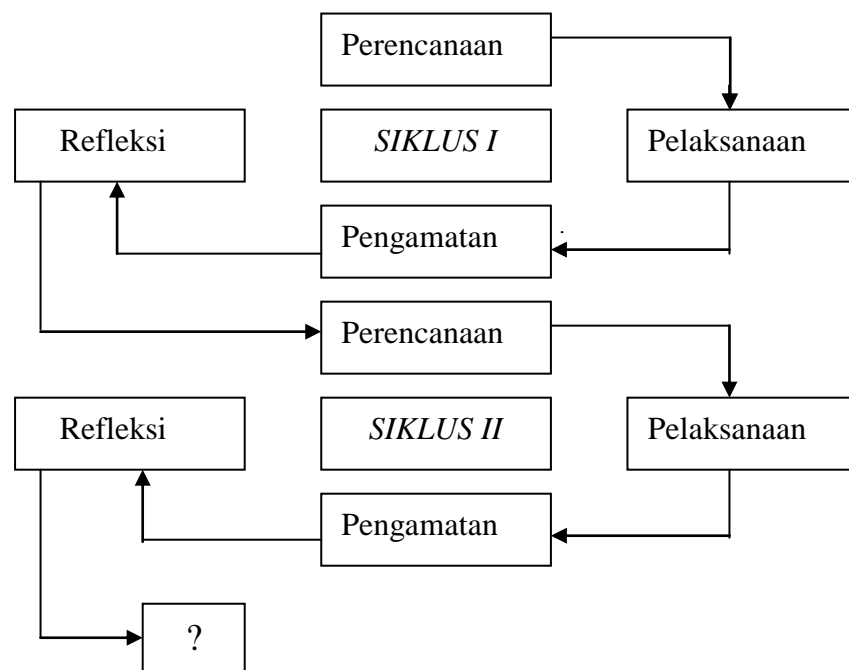 Perencanaan
Refleksi
SIKLUS I
Pelaksanaan
Pengamatan
Perencanaan
Refleksi
SIKLUS II
Pelaksanaan
Pengamatan
?